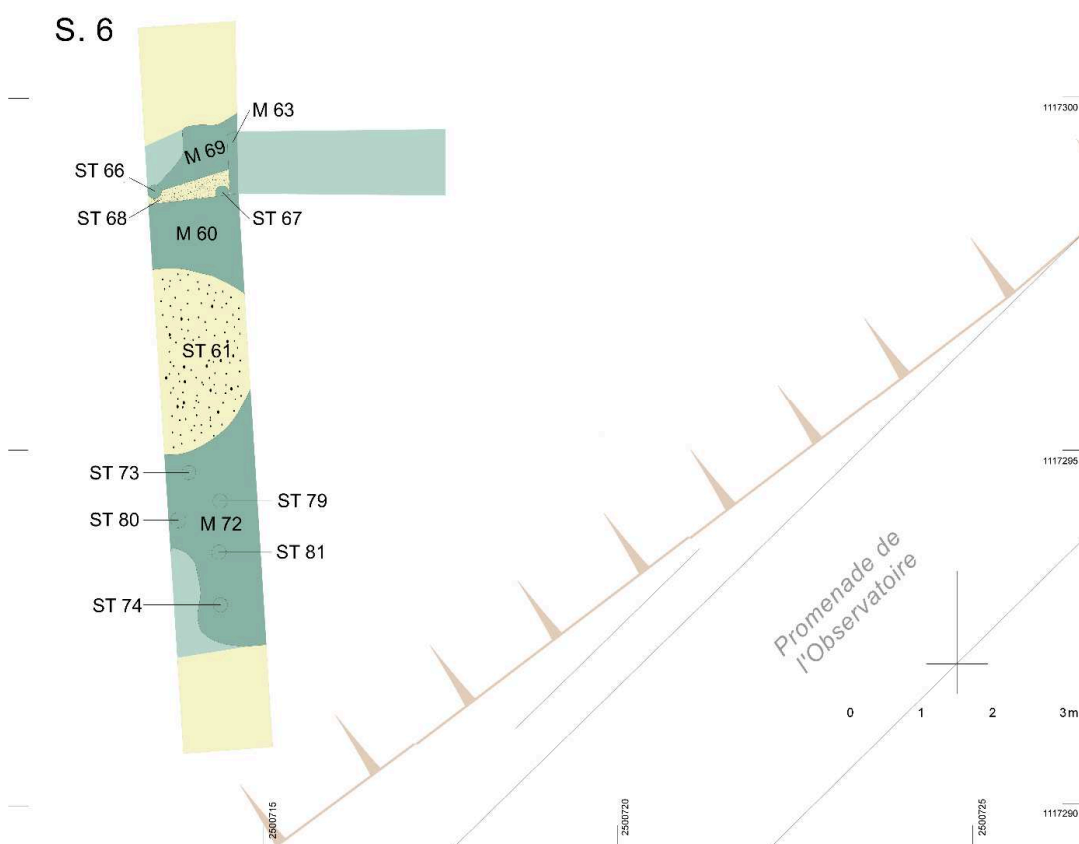 S. 6
1117300
M 63
M 69
ST 66
ST 68
ST 67
M 60
ST 61
1117295
ST 73
ST 79
ST 80
M 72
ST 81
ST 74
Promenade de
l'Observatoire
0 1 2 3m
1117290
2500715
2500720
2500725